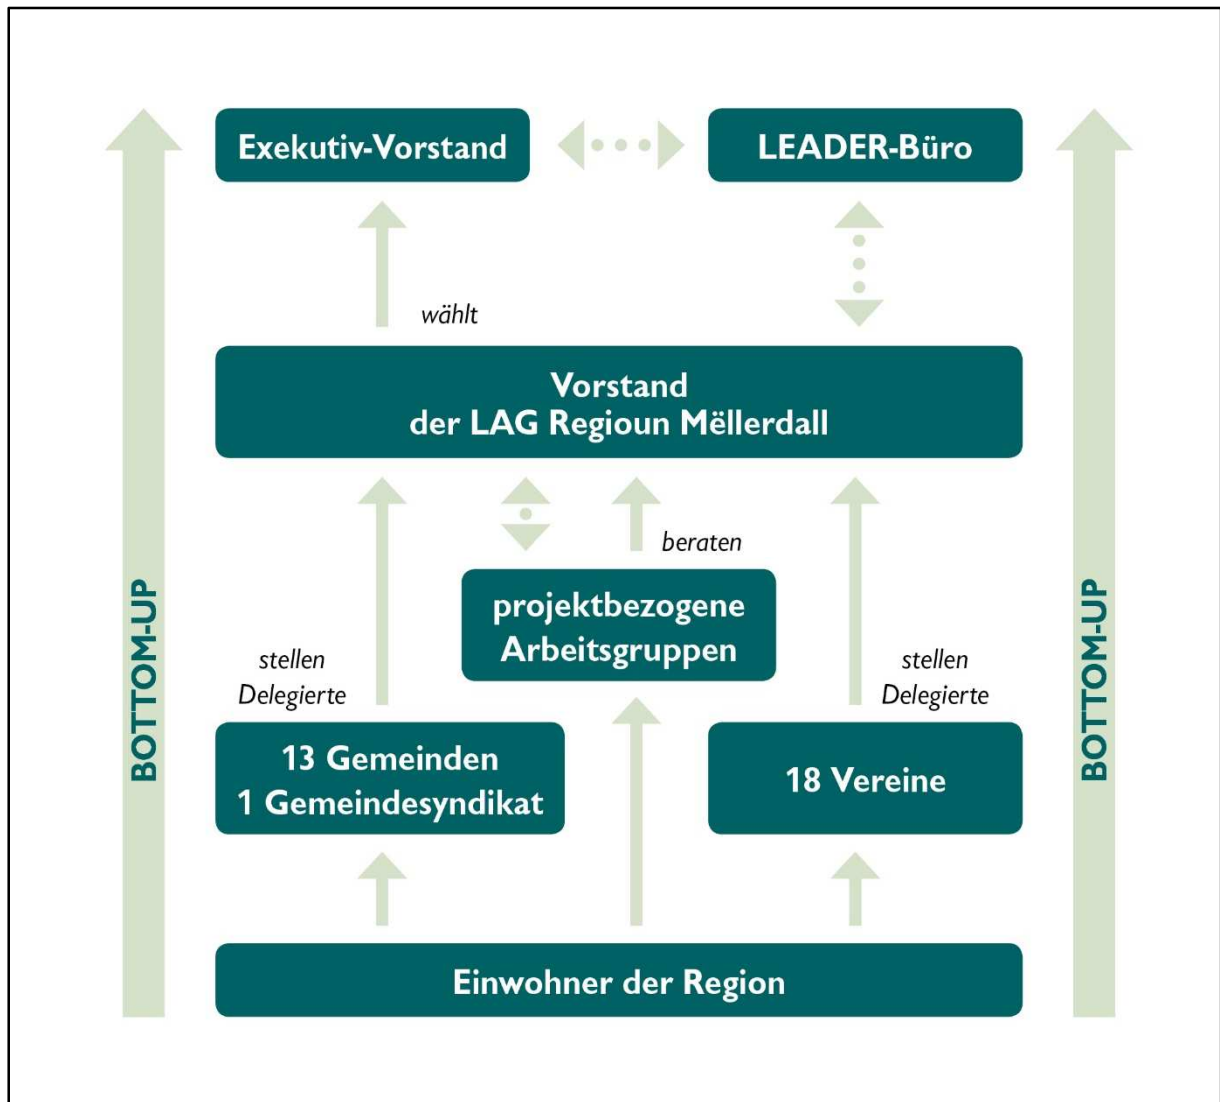 Exekutiv-Vorstand
LEADER-Büro
wählt
Vorstand
der LAG Regioun Mëllerdall
beraten
projektbezogene
Arbeitsgruppen
stellen
Delegierte
stellen
Delegierte
13 Gemeinden
1 Gemeindesyndikat
18 Vereine
Einwohner der Region
BOTTOM-UP
BOTTOM-UP